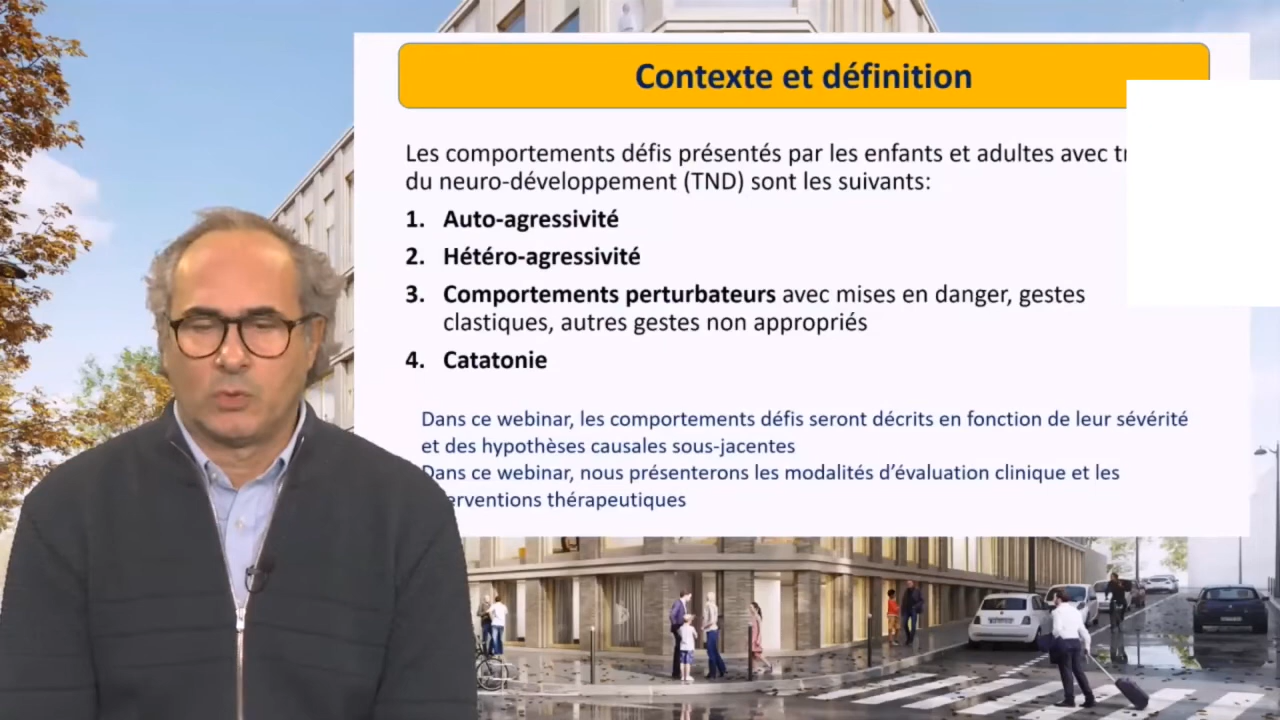 Contexte et définition
Les comportements défis présentés par les enfants et adultes avec
du neuro-développement (TND) sont les suivants:
1. Auto-agressivité
2. Hétéro-agressivité
3. Comportements perturbateurs avec mises en danger, gestes
clastiques, autres gestes non appropriés
4. Catatonie
Dans ce webinar, les comportements défis seront décrits en fonction de leur sévérité
et des hypothèses causales sous-jacentes
Dans ce webinar, nous présenterons les modalités d'évaluation clinique et les
thérapeutiques